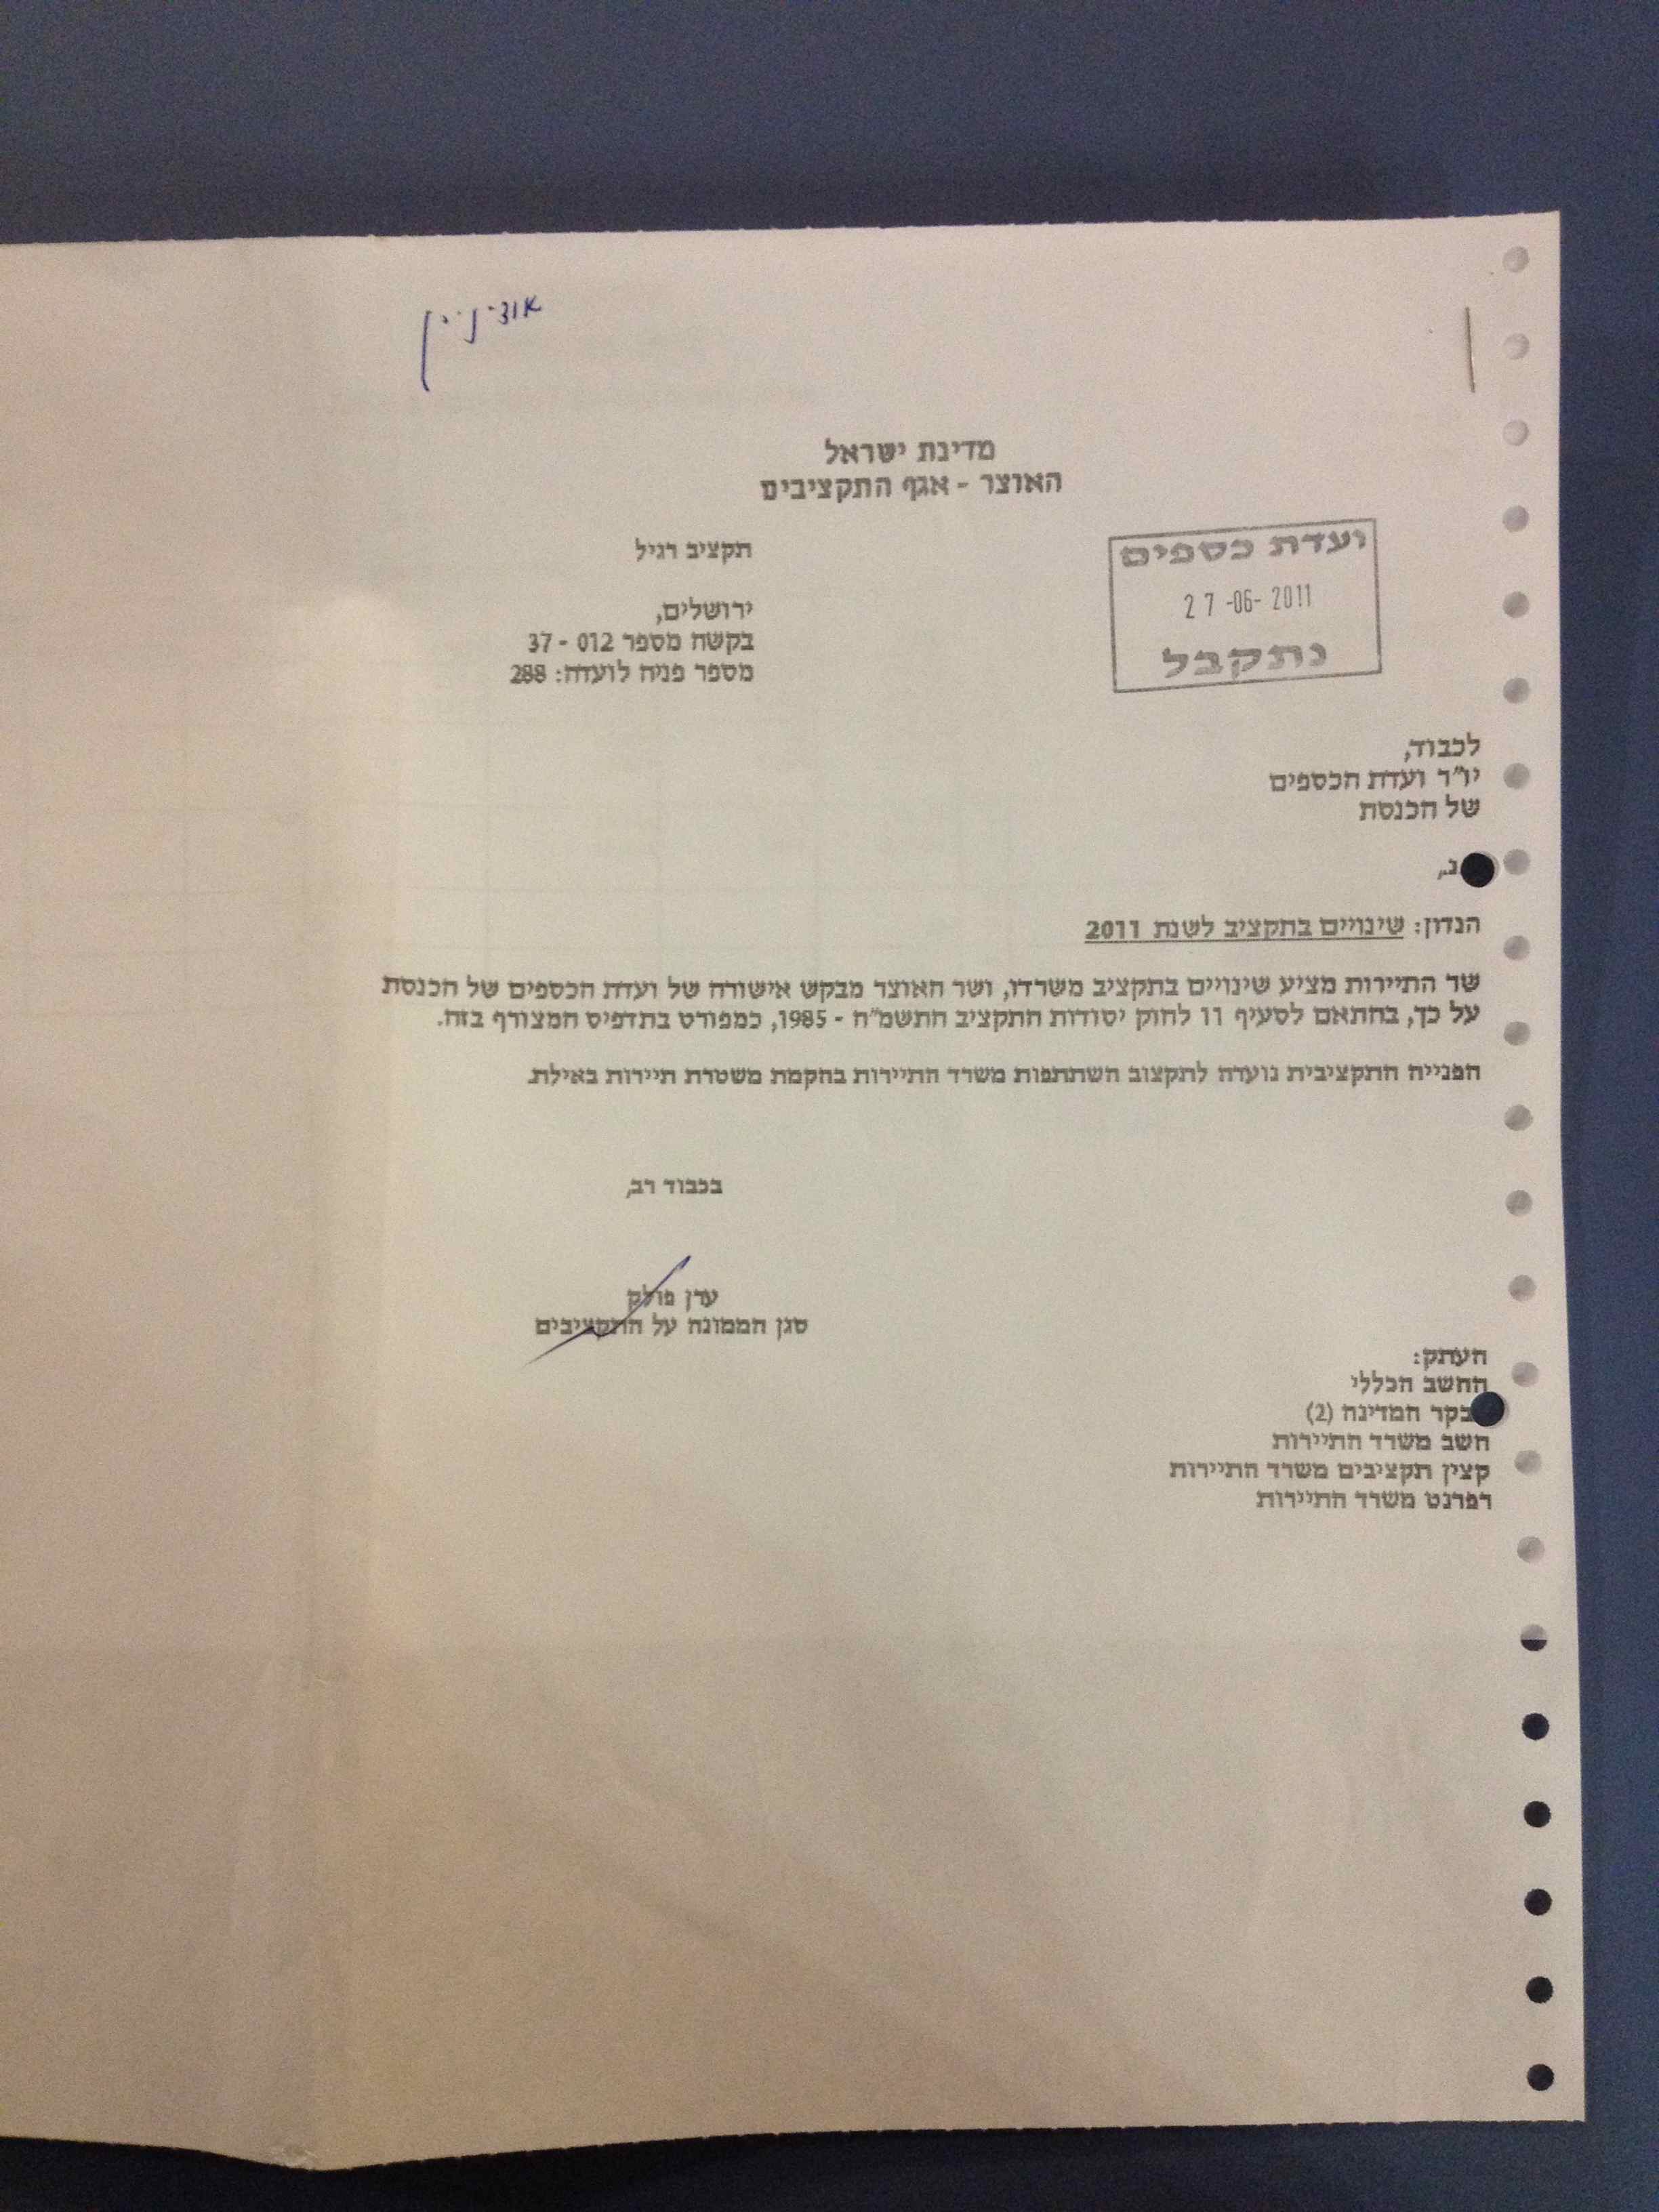 מדינת ישראל
האוצר - אגף התקציבים
ועדת כספים
27 -06- 2011
נתקבל
תקציב רגיל
ירושלים,
בקשה מספר 012 - 37
מספר פניה לועדה: 288
לכבוד,
יו"ר ועדת הכספים
של הכנסת
נ.,
הנדון: שינויים בתקציב לשנת 2011
שר התיירות מציע שינויים בתקציב משרדו, ושר האוצר מבקש אישורה של ועדת הכספים של הכנסת
על כך, בהתאם לסעיף 11 לחוק יסודות התקציב התשמ"ה - 1985, כמפורט בתדפיס המצורף בזה.
הפנייה התקציבית נועדה לתקצוב השתתפות משרד התיירות בהקמת משטרת תיירות באילת.
בכבוד רב,
ערן פולק
סגן הממונה על התקציבים
העתק:
החשב הכללי
בקר המדינה (2)
חשב משרד התיירות
קצין תקציבים משרד התיירות
רפרנט משרד התיירות